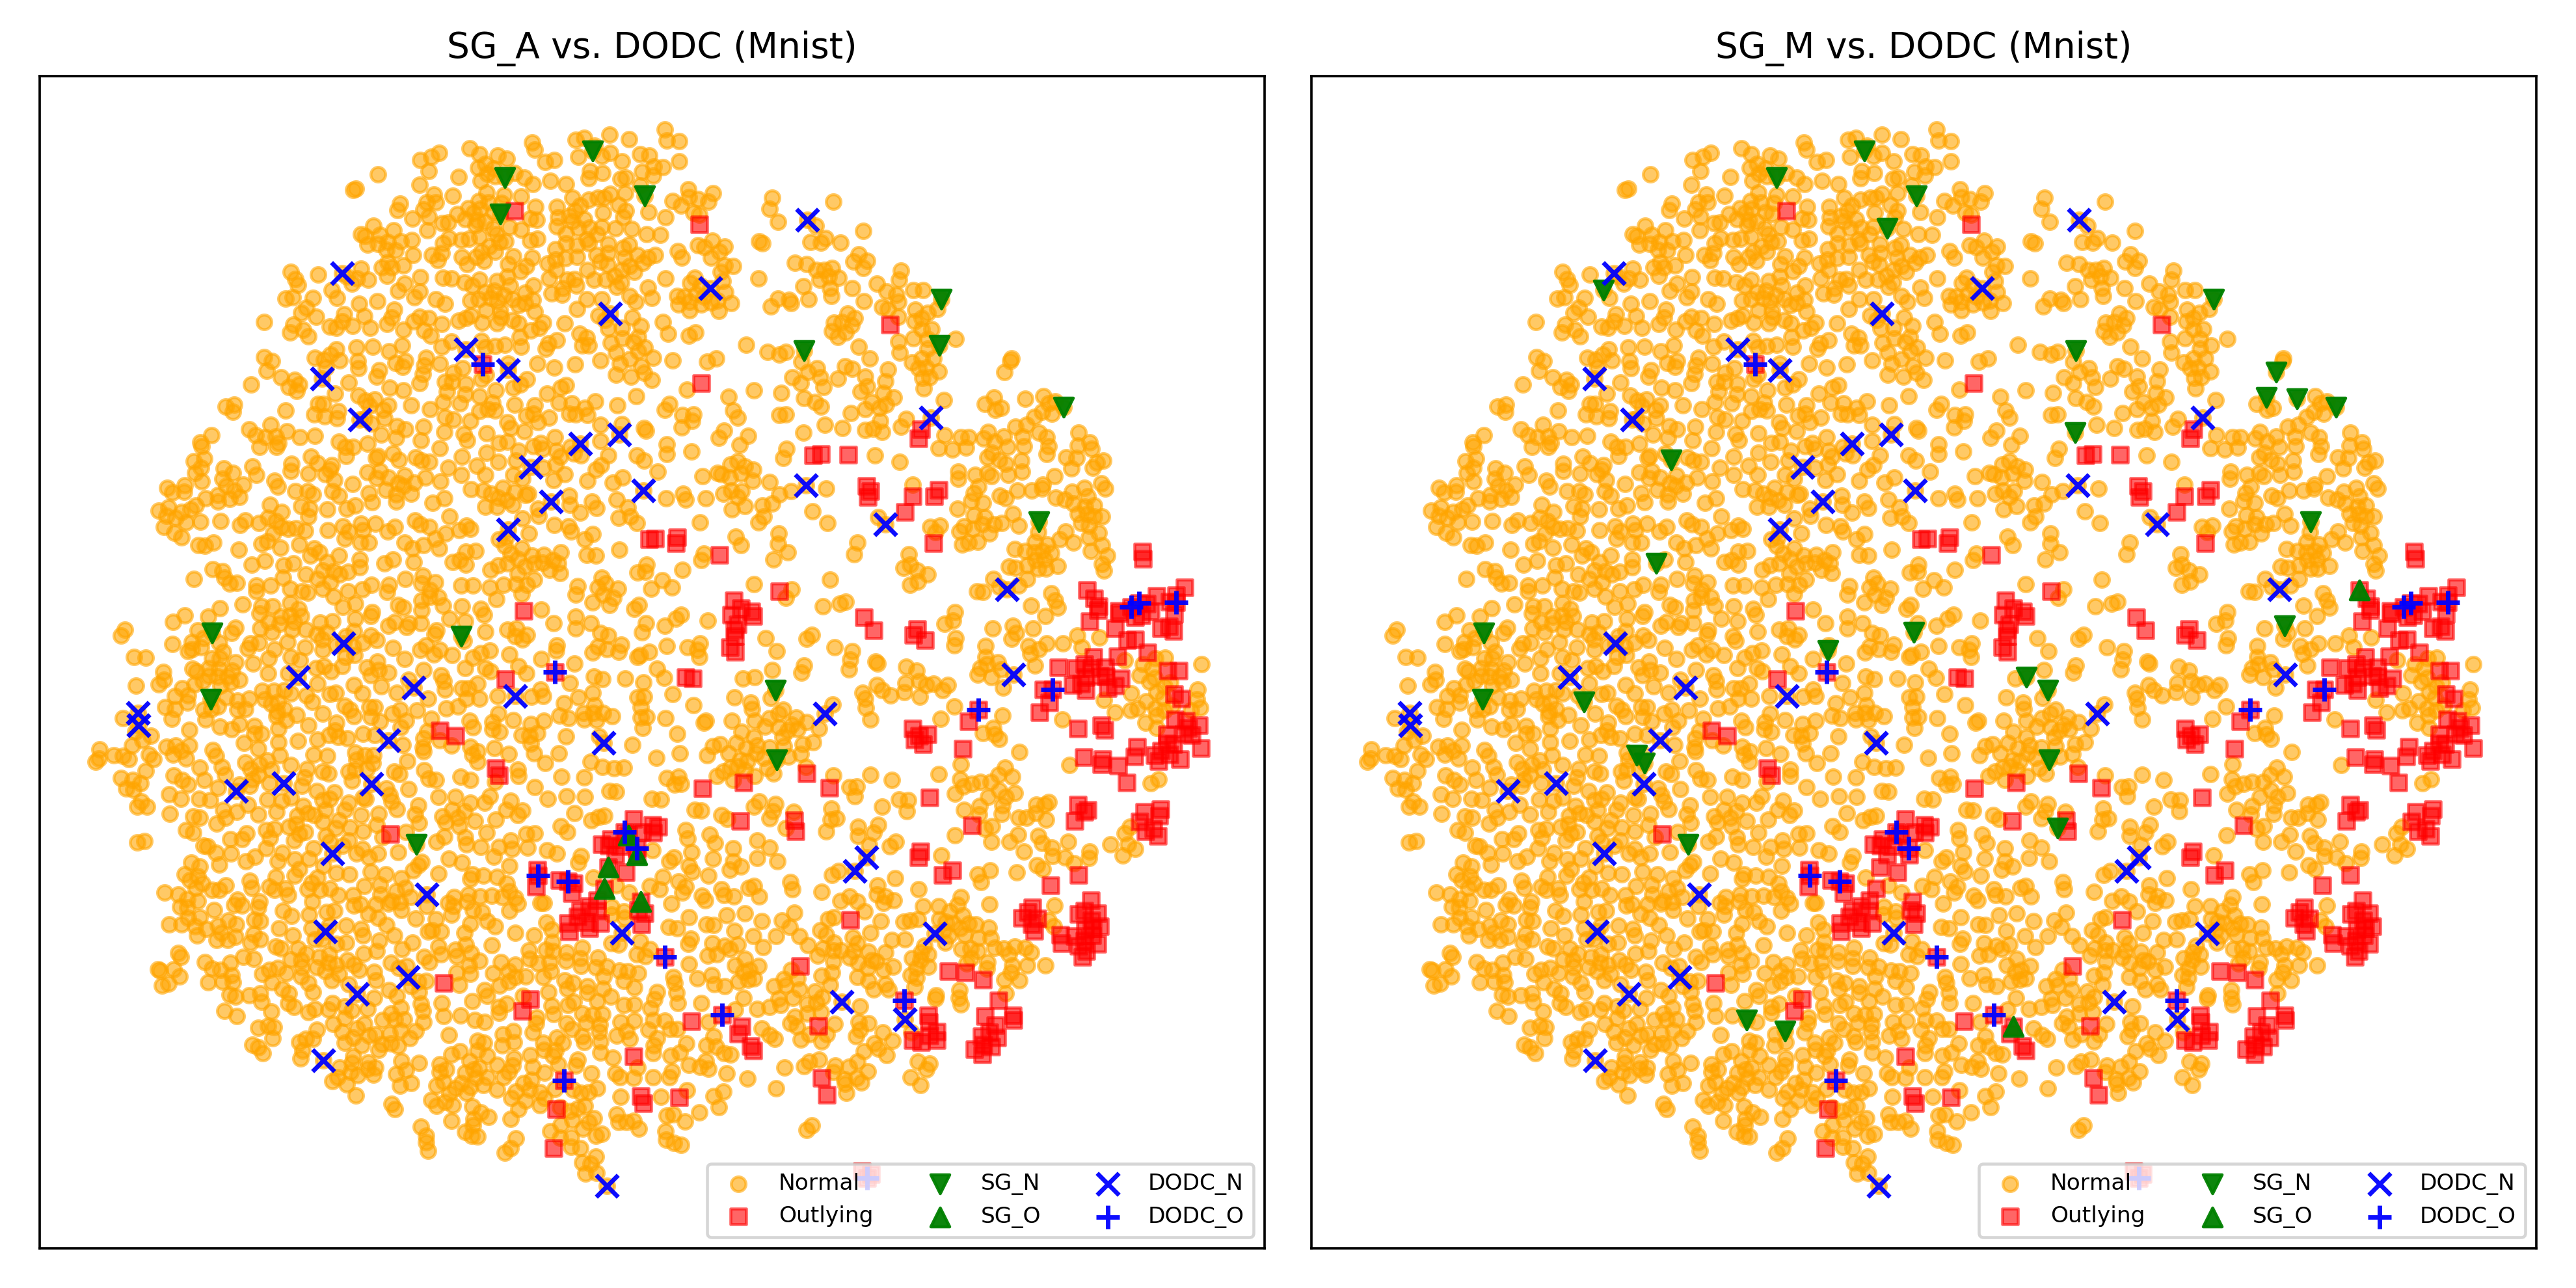 SG_A vs. DODC (Mnist)
Normal SG_N DODC_N
Outlying SG_O DODC_O
SG_M vs. DODC (Mnist)
Normal SG_N DODC_N
Outlying SG_O DODC_O